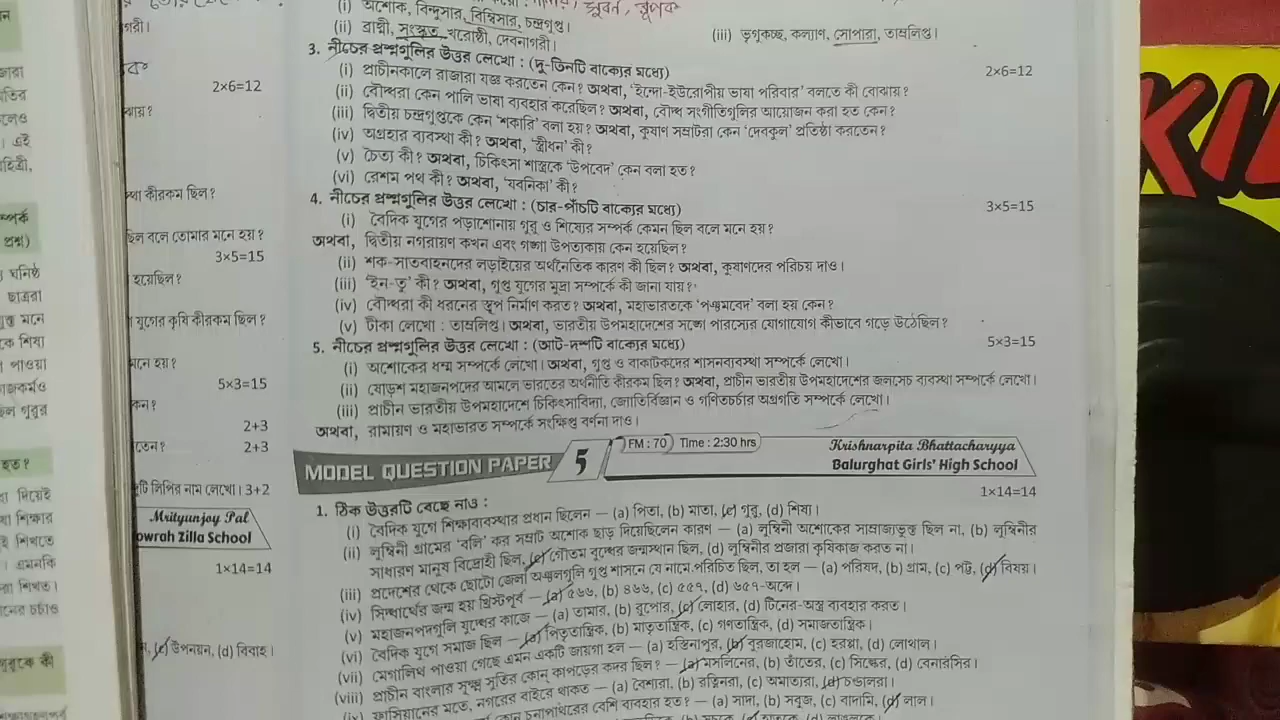 (i) অশোক, বিন্দুসার, বিম্বিসার, চন্দ্রগুপ্ত।
(ii) ব্রাহ্মী, সংস্কৃত, খরোষ্ঠী, দেবনাগরী। (iii) ভৃগুকচ্ছ, কল্যাণ, সোপারা, তাম্রলিপ্ত।
3. নীচের প্রশ্নগুলির উত্তর লেখো : (দু-তিনটি বাক্যের মধ্যে) 2×6=12
(i) প্রাচীনকালে রাজারা যজ্ঞ করতেন কেন? অথবা, ‘ইন্দো-ইউরোপীয় ভাষা পরিবার’ বলতে কী বোঝায়?
(ii) বৌদ্ধরা কেন পালি ভাষা ব্যবহার করেছিল? অথবা, বৌদ্ধ সংগীতিগুলির আয়োজন করা হত কেন?
(iii) দ্বিতীয় চন্দ্রগুপ্তকে কেন ‘শকারি’ বলা হয়? অথবা, কুষাণ সম্রাটরা কেন ‘দেবকুল’ প্রতিষ্ঠা করতেন?
(iv) অগ্রহার ব্যবস্থা কী? অথবা, ‘স্ত্রীধন’ কী?
(v) চৈত্য কী? অথবা, চিকিৎসা শাস্ত্রকে ‘উপবেদ’ কেন বলা হত?
(vi) রেশম পথ কী? অথবা, ‘যবনিকা’ কী?
4. নীচের প্রশ্নগুলির উত্তর লেখো : (চার-পাঁচটি বাক্যের মধ্যে) 3×5=15
(i) বৈদিক যুগের পড়াশোনায় গুরু ও শিষ্যের সম্পর্ক কেমন ছিল বলে মনে হয়?
অথবা, দ্বিতীয় নগরায়ণ কখন এবং গঙ্গা উপত্যকায় কেন হয়েছিল?
(ii) শক-সাতবাহনদের লড়াইয়ের অর্থনৈতিক কারণ কী ছিল? অথবা, কুষাণদের পরিচয় দাও।
(iii) ‘ইন-তু’ কী? অথবা, গুপ্ত যুগের মুদ্রা সম্পর্কে কী জানা যায়?
(iv) বৌদ্ধরা কী ধরনের স্তূপ নির্মাণ করত? অথবা, মহাভারতকে ‘পঞ্চমবেদ’ বলা হয় কেন?
(v) টীকা লেখো : তাম্রলিপ্ত। অথবা, ভারতীয় উপমহাদেশের সঙ্গে পারস্যের যোগাযোগ কীভাবে গড়ে উঠেছিল?
5. নীচের প্রশ্নগুলির উত্তর লেখো : (আট-দশটি বাক্যের মধ্যে) 5×3=15
(i) অশোকের ধম্ম সম্পর্কে লেখো। অথবা, গুপ্ত ও বাকাটকদের শাসনব্যবস্থা সম্পর্কে লেখো।
(ii) ষোড়শ মহাজনপদের আমলে ভারতের অর্থনীতি কীরকম ছিল? অথবা, প্রাচীন ভারতীয় উপমহাদেশের জলসেচ ব্যবস্থা সম্পর্কে লেখো।
(iii) প্রাচীন ভারতীয় উপমহাদেশে চিকিৎসাবিদ্যা, জ্যোতির্বিজ্ঞান ও গণিতচর্চার অগ্রগতি সম্পর্কে লেখো।
অথবা, রামায়ণ ও মহাভারত সম্পর্কে সংক্ষিপ্ত বর্ণনা দাও।
MODEL QUESTION PAPER 5 FM : 70 Time : 2:30 hrs Krishnarpita Bhattacharyya
Balurghat Girls' High School
1. ঠিক উত্তরটি বেছে নাও : 1×14=14
(i) বৈদিক যুগে শিক্ষাব্যবস্থার প্রধান ছিলেন — (a) পিতা, (b) মাতা, (c) গুরু, (d) শিষ্য।
(ii) লুম্বিনী গ্রামের ‘বলি’ কর সম্রাট অশোক ছাড় দিয়েছিলেন কারণ — (a) লুম্বিনী অশোকের সাম্রাজ্যভুক্ত ছিল না, (b) লুম্বিনীর
সাধারণ মানুষ বিদ্রোহী ছিল, (c) গৌতম বুদ্ধের জন্মস্থান ছিল, (d) লুম্বিনীর প্রজারা কৃষিকাজ করত না।
(iii) প্রদেশের থেকে ছোটো জেলা অঞ্চলগুলি গুপ্ত শাসনে যে নামে পরিচিত ছিল, তা হল — (a) পরিষদ, (b) গ্রাম, (c) পট্ট, (d) বিষয়।
(iv) সিদ্ধার্থের জন্ম হয় খ্রিস্টপূর্ব — (a) ৫৬৬, (b) ৪৬৬, (c) ৫৫৭, (d) ৬৫৭-অব্দে।
(v) মহাজনপদগুলি যুদ্ধের কাজে — (a) তামার, (b) রুপোর, (c) লোহার, (d) টিনের-অস্ত্র ব্যবহার করত।
(vi) বৈদিক যুগে সমাজ ছিল — (a) পিতৃতান্ত্রিক, (b) মাতৃতান্ত্রিক, (c) গণতান্ত্রিক, (d) সমাজতান্ত্রিক।
(vii) মেগালিথ পাওয়া গেছে এমন একটি জায়গা হল — (a) হস্তিনাপুর, (b) বুরজাহোম, (c) হরপ্পা, (d) লোথাল।
(viii) প্রাচীন বাংলার সূক্ষ্ম সুতির কোন্ কাপড়ের কদর ছিল? — (a) মসলিনের, (b) তাঁতের, (c) সিল্কের, (d) বেনারসির।
2×6=12
3×5=15
5×3=15
2+3
2+3
টি লিপির নাম লেখো। 3+2
Mrityunjoy Pal
owrah Zilla School
1×14=14
(c) উপনয়ন, (d) বিবাহ।